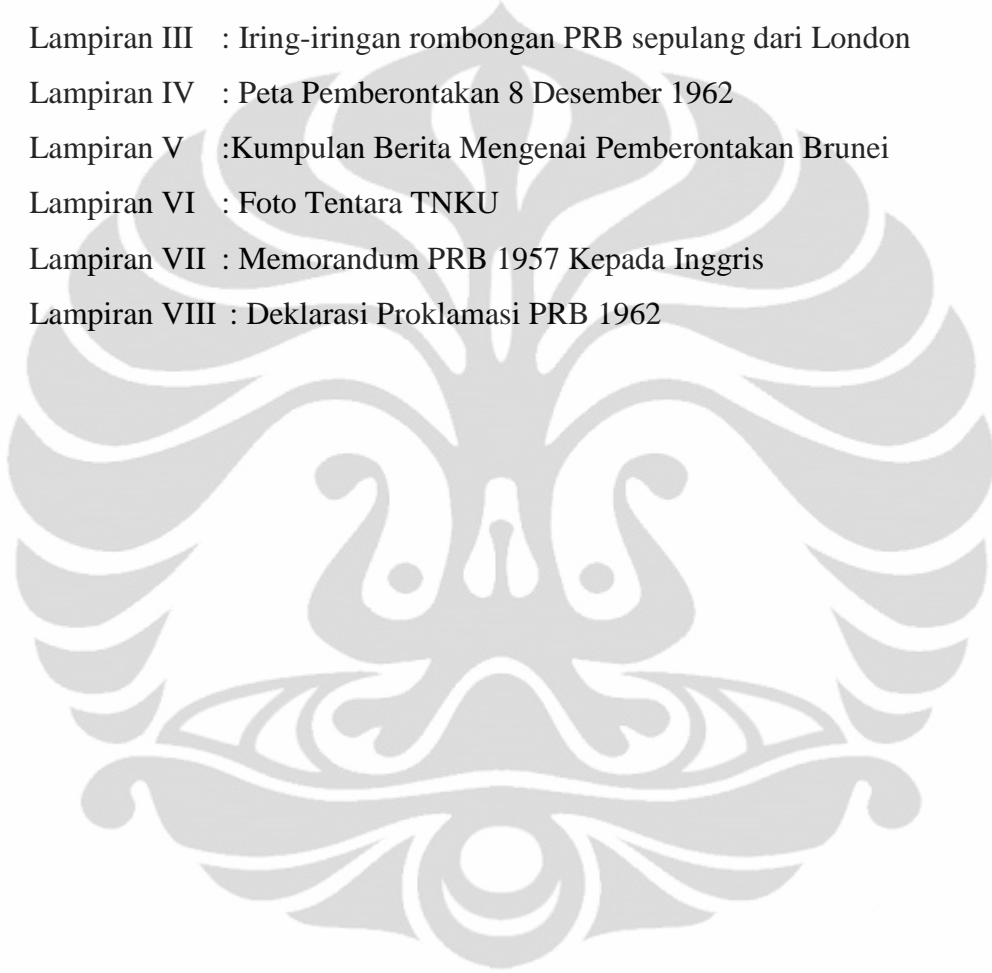 Lampiran III : Iring-iringan rombongan PRB sepulang dari London
Lampiran IV : Peta Pemberontakan 8 Desember 1962
Lampiran V :Kumpulan Berita Mengenai Pemberontakan Brunei
Lampiran VI : Foto Tentara TNKU
Lampiran VII : Memorandum PRB 1957 Kepada Inggris
Lampiran VIII : Deklarasi Proklamasi PRB 1962